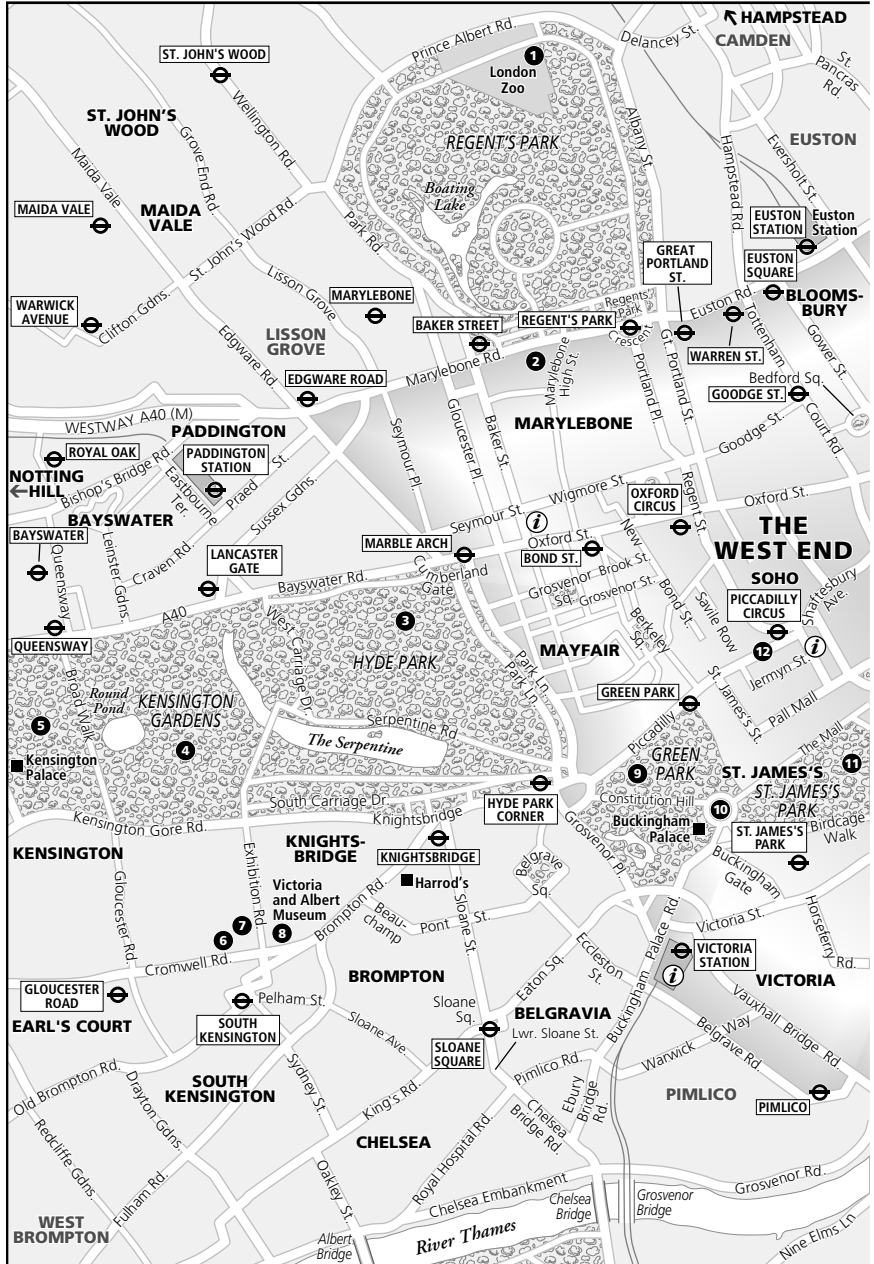 HAMPSTEAD
CAMDEN
Delancey St.
St. Pancras Rd.
Prince Albert Rd.
1
London
Zoo
ST. JOHN'S WOOD
Wellington Rd.
ST. JOHN'S
WOOD
Grove-End Rd.
REGENT'S PARK
Albany St.
EUSTON
Hampstead Rd.
Eversholt St.
Maida Vale
MAIDA VALE
MAIDA
VALE
St. John's Wood Rd.
Park Rd.
Boating
Lake
EUSTON
STATION
Euston
Station
GREAT
PORTLAND
ST.
EUSTON
SQUARE
WARWICK
AVENUE
Clifton Gdns.
Lisson Grove
MARYLEBONE
LISSON
GROVE
Edgware Rd.
BAKER STREET
REGENT'S PARK
Regents'
Park
Crescent
Euston Rd
BLOOMS-
BURY
WARREN ST.
Tottenham
Court Rd
Gower St.
Marylebone Rd.
2
Marylebone
High St.
Portland Pl.
Gt. Portland St.
Bedford Sq.
GOODGE ST.
EDGWARE ROAD
WESTWAY A40 (M)
PADDINGTON
MARYLEBONE
Goodge St.
Gloucester Pl.
Baker St.
Seymour Pl.
ROYAL OAK
NOTTING
HILL
Bishop's Bridge Rd.
PADDINGTON
STATION
Eastbourne
Ter.
Praed St.
Sussex Gdns.
BAYSWATER
BAYSWATER
Queensway
Leinster Gdns.
Craven Rd.
LANCASTER
GATE
Seymour St.
Wigmore St.
OXFORD
CIRCUS
Regent St.
Oxford St.
THE
WEST END
MARBLE ARCH
Oxford St.
i
BOND ST.
New
Bond St.
Cumberland
Gate
Bayswater Rd.
A40
Grosvenor
Sq.
Brook St.
Grosvenor St.
SOHO
PICCADILLY
CIRCUS
Shaftesbury
Ave.
Savile Row
Berkeley
Sq.
QUEENSWAY
3
HYDE PARK
West Carriage Dr.
MAYFAIR
12
i
Jermyn St.
Park Ln.
Park Ln.
GREEN PARK
St. James's St.
Pall Mall
Broad Walk
Round
Pond
KENSINGTON
GARDENS
Serpentine Rd
The Serpentine
Piccadilly
The Mall
5
4
Kensington
Palace
GREEN
PARK
9
ST. JAMES'S
ST. JAMES'S
PARK
11
South Carriage Dr.
HYDE PARK
CORNER
Constitution Hill
10
Buckingham
Palace
Birdcage
Walk
ST. JAMES'S
PARK
Kensington Gore Rd.
Knightsbridge
KENSINGTON
KNIGHTS-
BRIDGE
KNIGHTSBRIDGE
Grosvenor Pl.
Buckingham
Gate
Belgrave
Sq.
Exhibition Rd.
Gloucester Rd.
Victoria
and Albert
Museum
Harrod's
Brompton Rd.
Beau-
champ
Pont St.
Sloane St.
Horseferry
Rd.
Victoria St.
6
7
8
Cromwell Rd.
BROMPTON
Eaton Sq.
Eccleston
St.
Buckingham Palace Rd.
VICTORIA
STATION
i
VICTORIA
GLOUCESTER
ROAD
EARL'S COURT
Pelham St.
SOUTH
KENSINGTON
Sloane Ave.
Sloane
Sq.
SLOANE
SQUARE
BELGRAVIA
Lwr. Sloane St.
Vauxhall Bridge Rd.
Belgrave Rd.
Warwick Way
Pimlico Rd.
Ebury
Bridge
Rd.
PIMLICO
PIMLICO
Old Brompton Rd.
SOUTH
KENSINGTON
Sydney St.
King's Rd.
Drayton Gdns.
Redcliffe Gdns.
Chelsea
Bridge Rd.
CHELSEA
Royal Hospital Rd.
Fulham Rd.
Oakley St.
Chelsea Embankment
Grosvenor Rd.
Chelsea
Bridge
Grosvenor
Bridge
WEST
BROMPTON
Albert
Bridge
River Thames
Nine Elms Ln